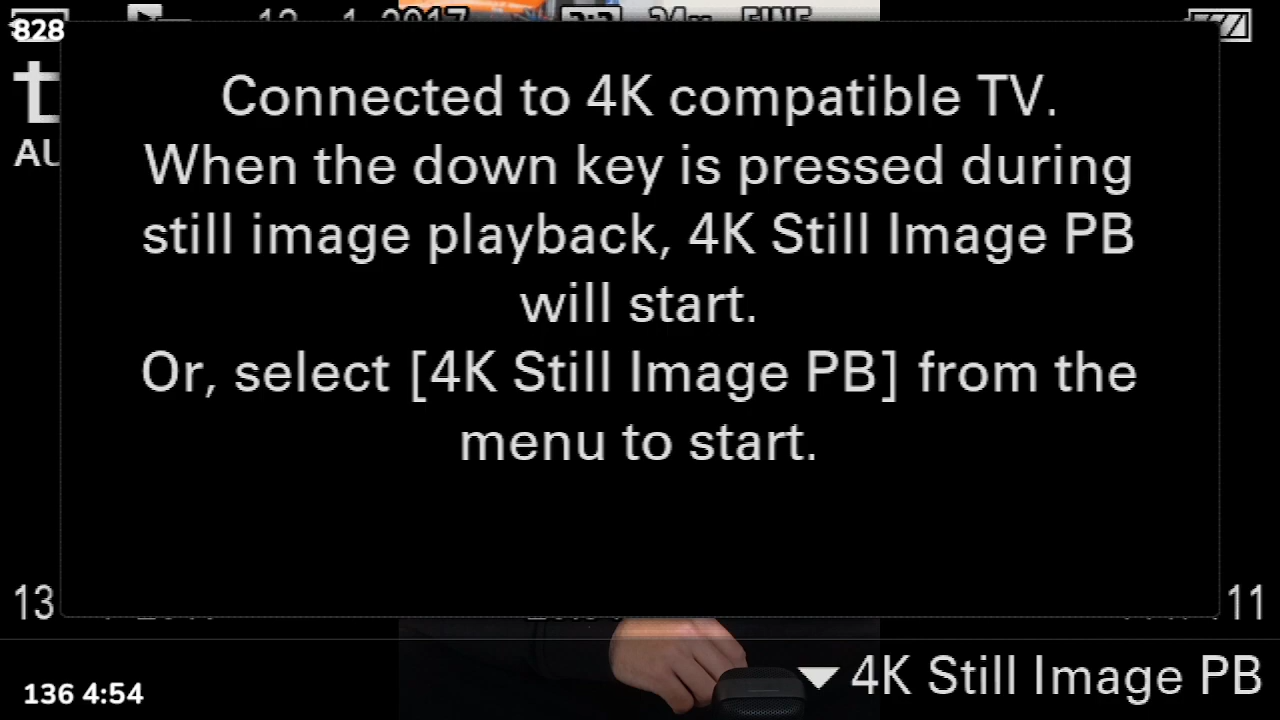 828
Connected to 4K compatible TV.
When the down key is pressed during
still image playback, 4K Still Image PB
will start.
Or, select [4K Still Image PB] from the
menu to start.
13
11
4K Still Image PB
136 4:54